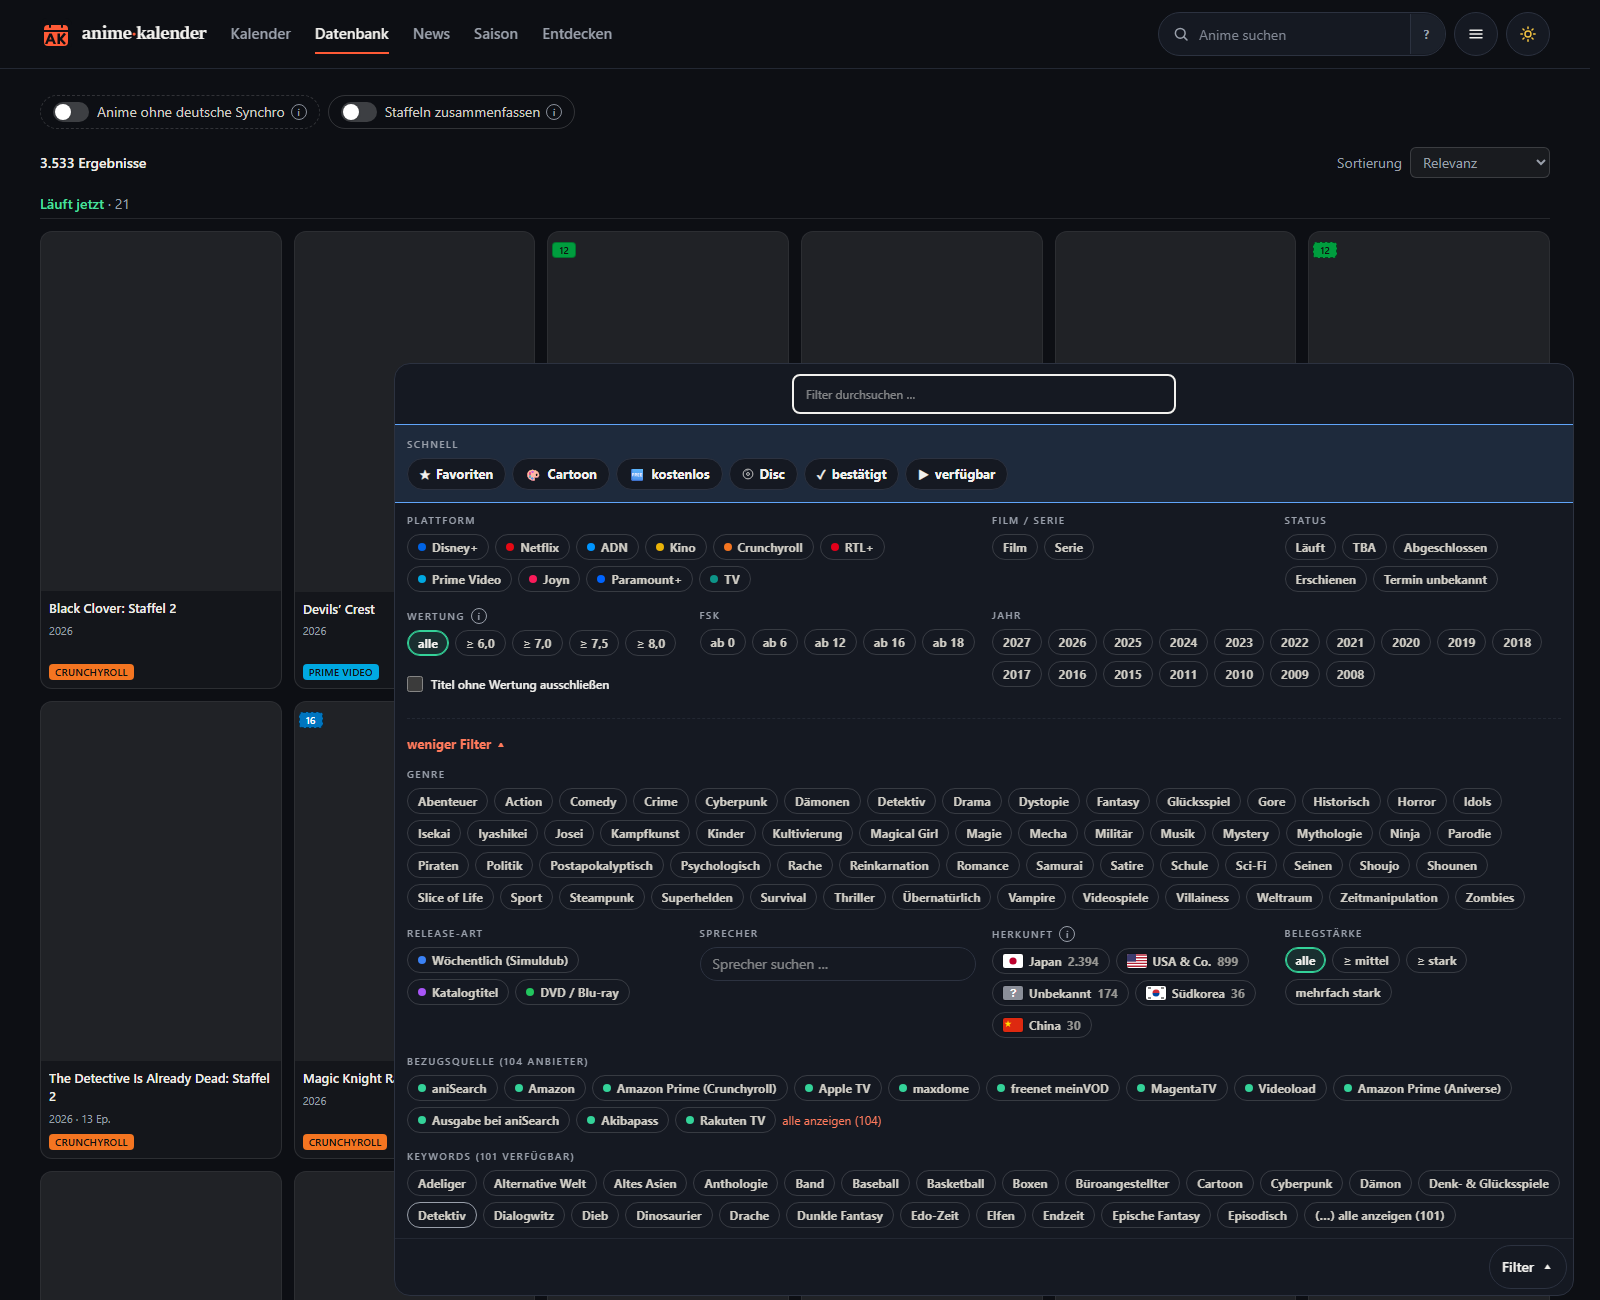 AK anime·kalender Kalender Datenbank News Saison Entdecken Anime suchen ?
Anime ohne deutsche Synchro i Staffeln zusammenfassen i
3.533 Ergebnisse Sortierung Relevanz
Läuft jetzt · 21
12 12
Filter durchsuchen ...
SCHNELL
★ Favoriten Cartoon FREE kostenlos Disc ✓ bestätigt ▶ verfügbar
PLATTFORM
Disney+ Netflix ADN Kino Crunchyroll RTL+
Prime Video Joyn Paramount+ TV
FILM / SERIE
Film Serie
STATUS
Läuft TBA Abgeschlossen
Erschienen Termin unbekannt
WERTUNG i
alle ≥ 6,0 ≥ 7,0 ≥ 7,5 ≥ 8,0
Titel ohne Wertung ausschließen
FSK
ab 0 ab 6 ab 12 ab 16 ab 18
JAHR
2027 2026 2025 2024 2023 2022 2021 2020 2019 2018
2017 2016 2015 2011 2010 2009 2008
weniger Filter ▲
GENRE
Abenteuer Action Comedy Crime Cyberpunk Dämonen Detektiv Drama Dystopie Fantasy Glücksspiel Gore Historisch Horror Idols
Isekai Iyashikei Josei Kampfkunst Kinder Kultivierung Magical Girl Magie Mecha Militär Musik Mystery Mythologie Ninja Parodie
Piraten Politik Postapokalyptisch Psychologisch Rache Reinkarnation Romance Samurai Satire Schule Sci-Fi Seinen Shoujo Shounen
Slice of Life Sport Steampunk Superhelden Survival Thriller Übernatürlich Vampire Videospiele Villainess Weltraum Zeitmanipulation Zombies
RELEASE-ART
Wöchentlich (Simuldub)
Katalogtitel DVD / Blu-ray
SPRECHER
Sprecher suchen ...
HERKUNFT i
Japan 2.394 USA & Co. 899
? Unbekannt 174 Südkorea 36
China 30
BELEGSTÄRKE
alle ≥ mittel ≥ stark
mehrfach stark
BEZUGSQUELLE (104 ANBIETER)
aniSearch Amazon Amazon Prime (Crunchyroll) Apple TV maxdome freenet meinVOD MagentaTV Videoload Amazon Prime (Aniverse)
Ausgabe bei aniSearch Akibapass Rakuten TV alle anzeigen (104)
KEYWORDS (101 VERFÜGBAR)
Adeliger Alternative Welt Altes Asien Anthologie Band Baseball Basketball Boxen Büroangestellter Cartoon Cyberpunk Dämon Denk- & Glücksspiele
Detektiv Dialogwitz Dieb Dinosaurier Drache Dunkle Fantasy Edo-Zeit Elfen Endzeit Epische Fantasy Episodisch (...) alle anzeigen (101)
Filter ▲
Black Clover: Staffel 2
2026
CRUNCHYROLL
Devils' Crest
2026
PRIME VIDEO
16
The Detective Is Already Dead: Staffel
2
2026 · 13 Ep.
CRUNCHYROLL
Magic Knight
2026
CRUNCHYROLL